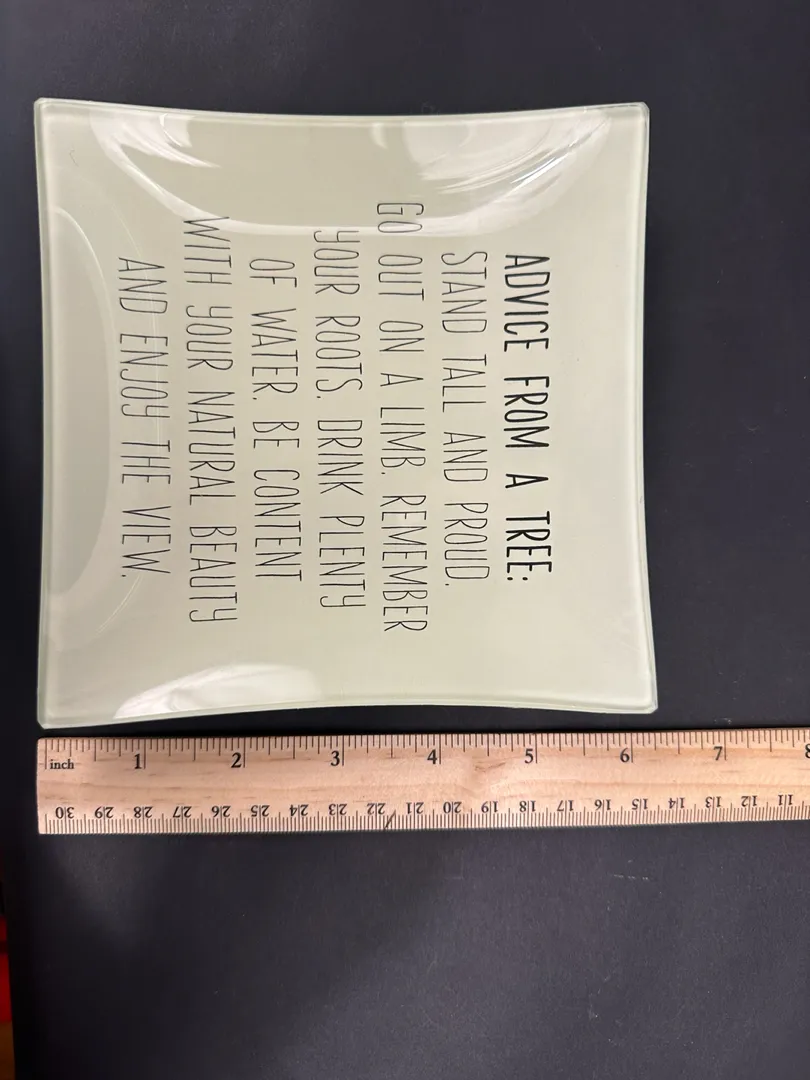 ADVICE FROM A TREE:
STAND TALL AND PROUD.
GO OUT ON A LIMB. REMEMBER
YOUR ROOTS. DRINK PLENTY
OF WATER. BE CONTENT
WITH YOUR NATURAL BEAUTY
AND ENJOY THE VIEW.
inch 1 2 3 4 5 6 7 8
30 29 28 27 26 25 24 23 22 21 20 19 18 17 16 15 14 13 12 11